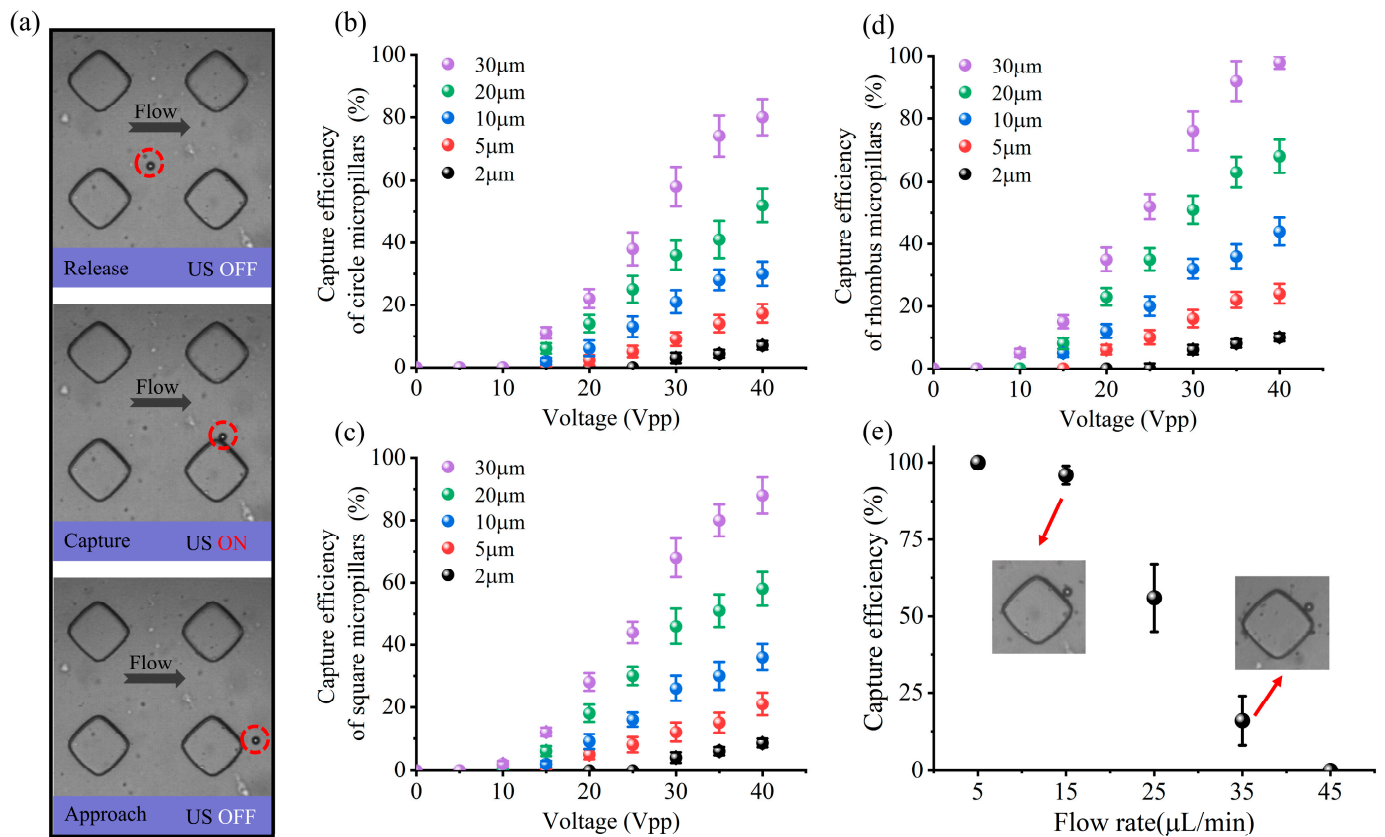 (a)
Flow
Release US OFF
Flow
Capture US ON
Flow
Approach US OFF
(b)
Capture efficiency
of circle micropillars (%)
100
80
60
40
20
0
30μm
20μm
10μm
5μm
2μm
0 10 20 30 40
Voltage (Vpp)
(c)
Capture efficiency
of square micropillars (%)
100
80
60
40
20
0
30μm
20μm
10μm
5μm
2μm
0 10 20 30 40
Voltage (Vpp)
(d)
Capture efficiency
of rhombus micropillars (%)
100
80
60
40
20
0
30μm
20μm
10μm
5μm
2μm
0 10 20 30 40
Voltage (Vpp)
(e)
Capture efficiency (%)
100
75
50
25
0
5 15 25 35 45
Flow rate(μL/min)